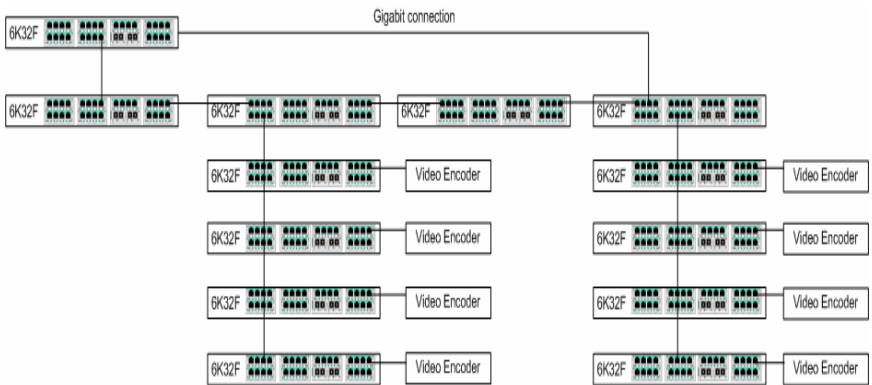 Gigabit connection
6K32F
6K32F 6K32F 6K32F 6K32F
6K32F Video Encoder 6K32F Video Encoder
6K32F Video Encoder 6K32F Video Encoder
6K32F Video Encoder 6K32F Video Encoder
6K32F Video Encoder 6K32F Video Encoder